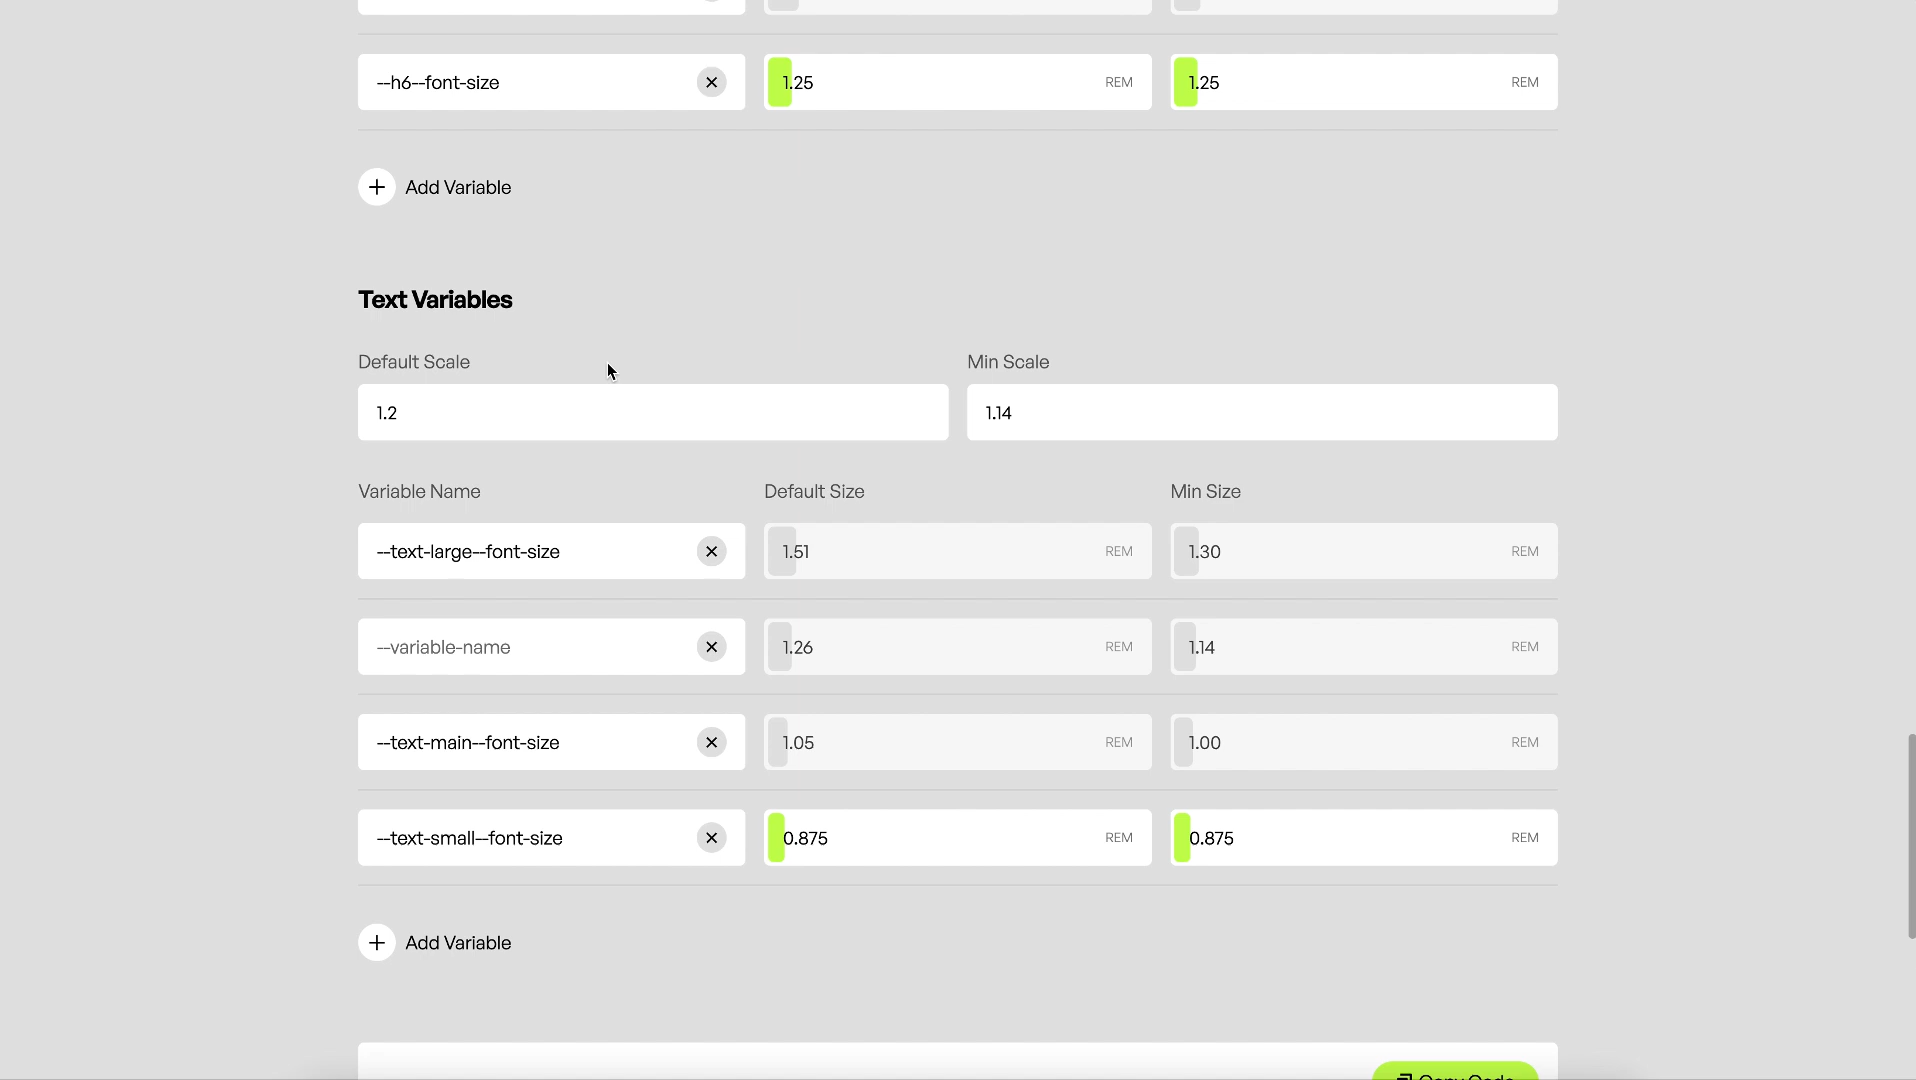 --h6--font-size 1.25 REM 1.25 REM
Add Variable
Text Variables
Default Scale Min Scale
1.2 1.14
Variable Name Default Size Min Size
--text-large--font-size 1.51 REM 1.30 REM
--variable-name 1.26 REM 1.14 REM
--text-main--font-size 1.05 REM 1.00 REM
--text-small--font-size 0.875 REM 0.875 REM
Add Variable
Copy Code